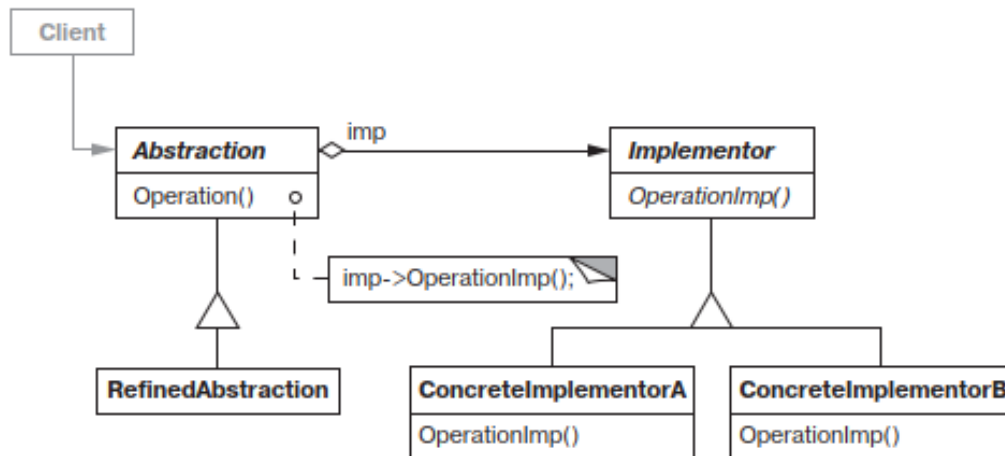 Client
imp
Abstraction
Implementor
Operation()
OperationImp()
imp->OperationImp();
RefinedAbstraction
ConcreteImplementorA
ConcreteImplementorB
OperationImp()
OperationImp()